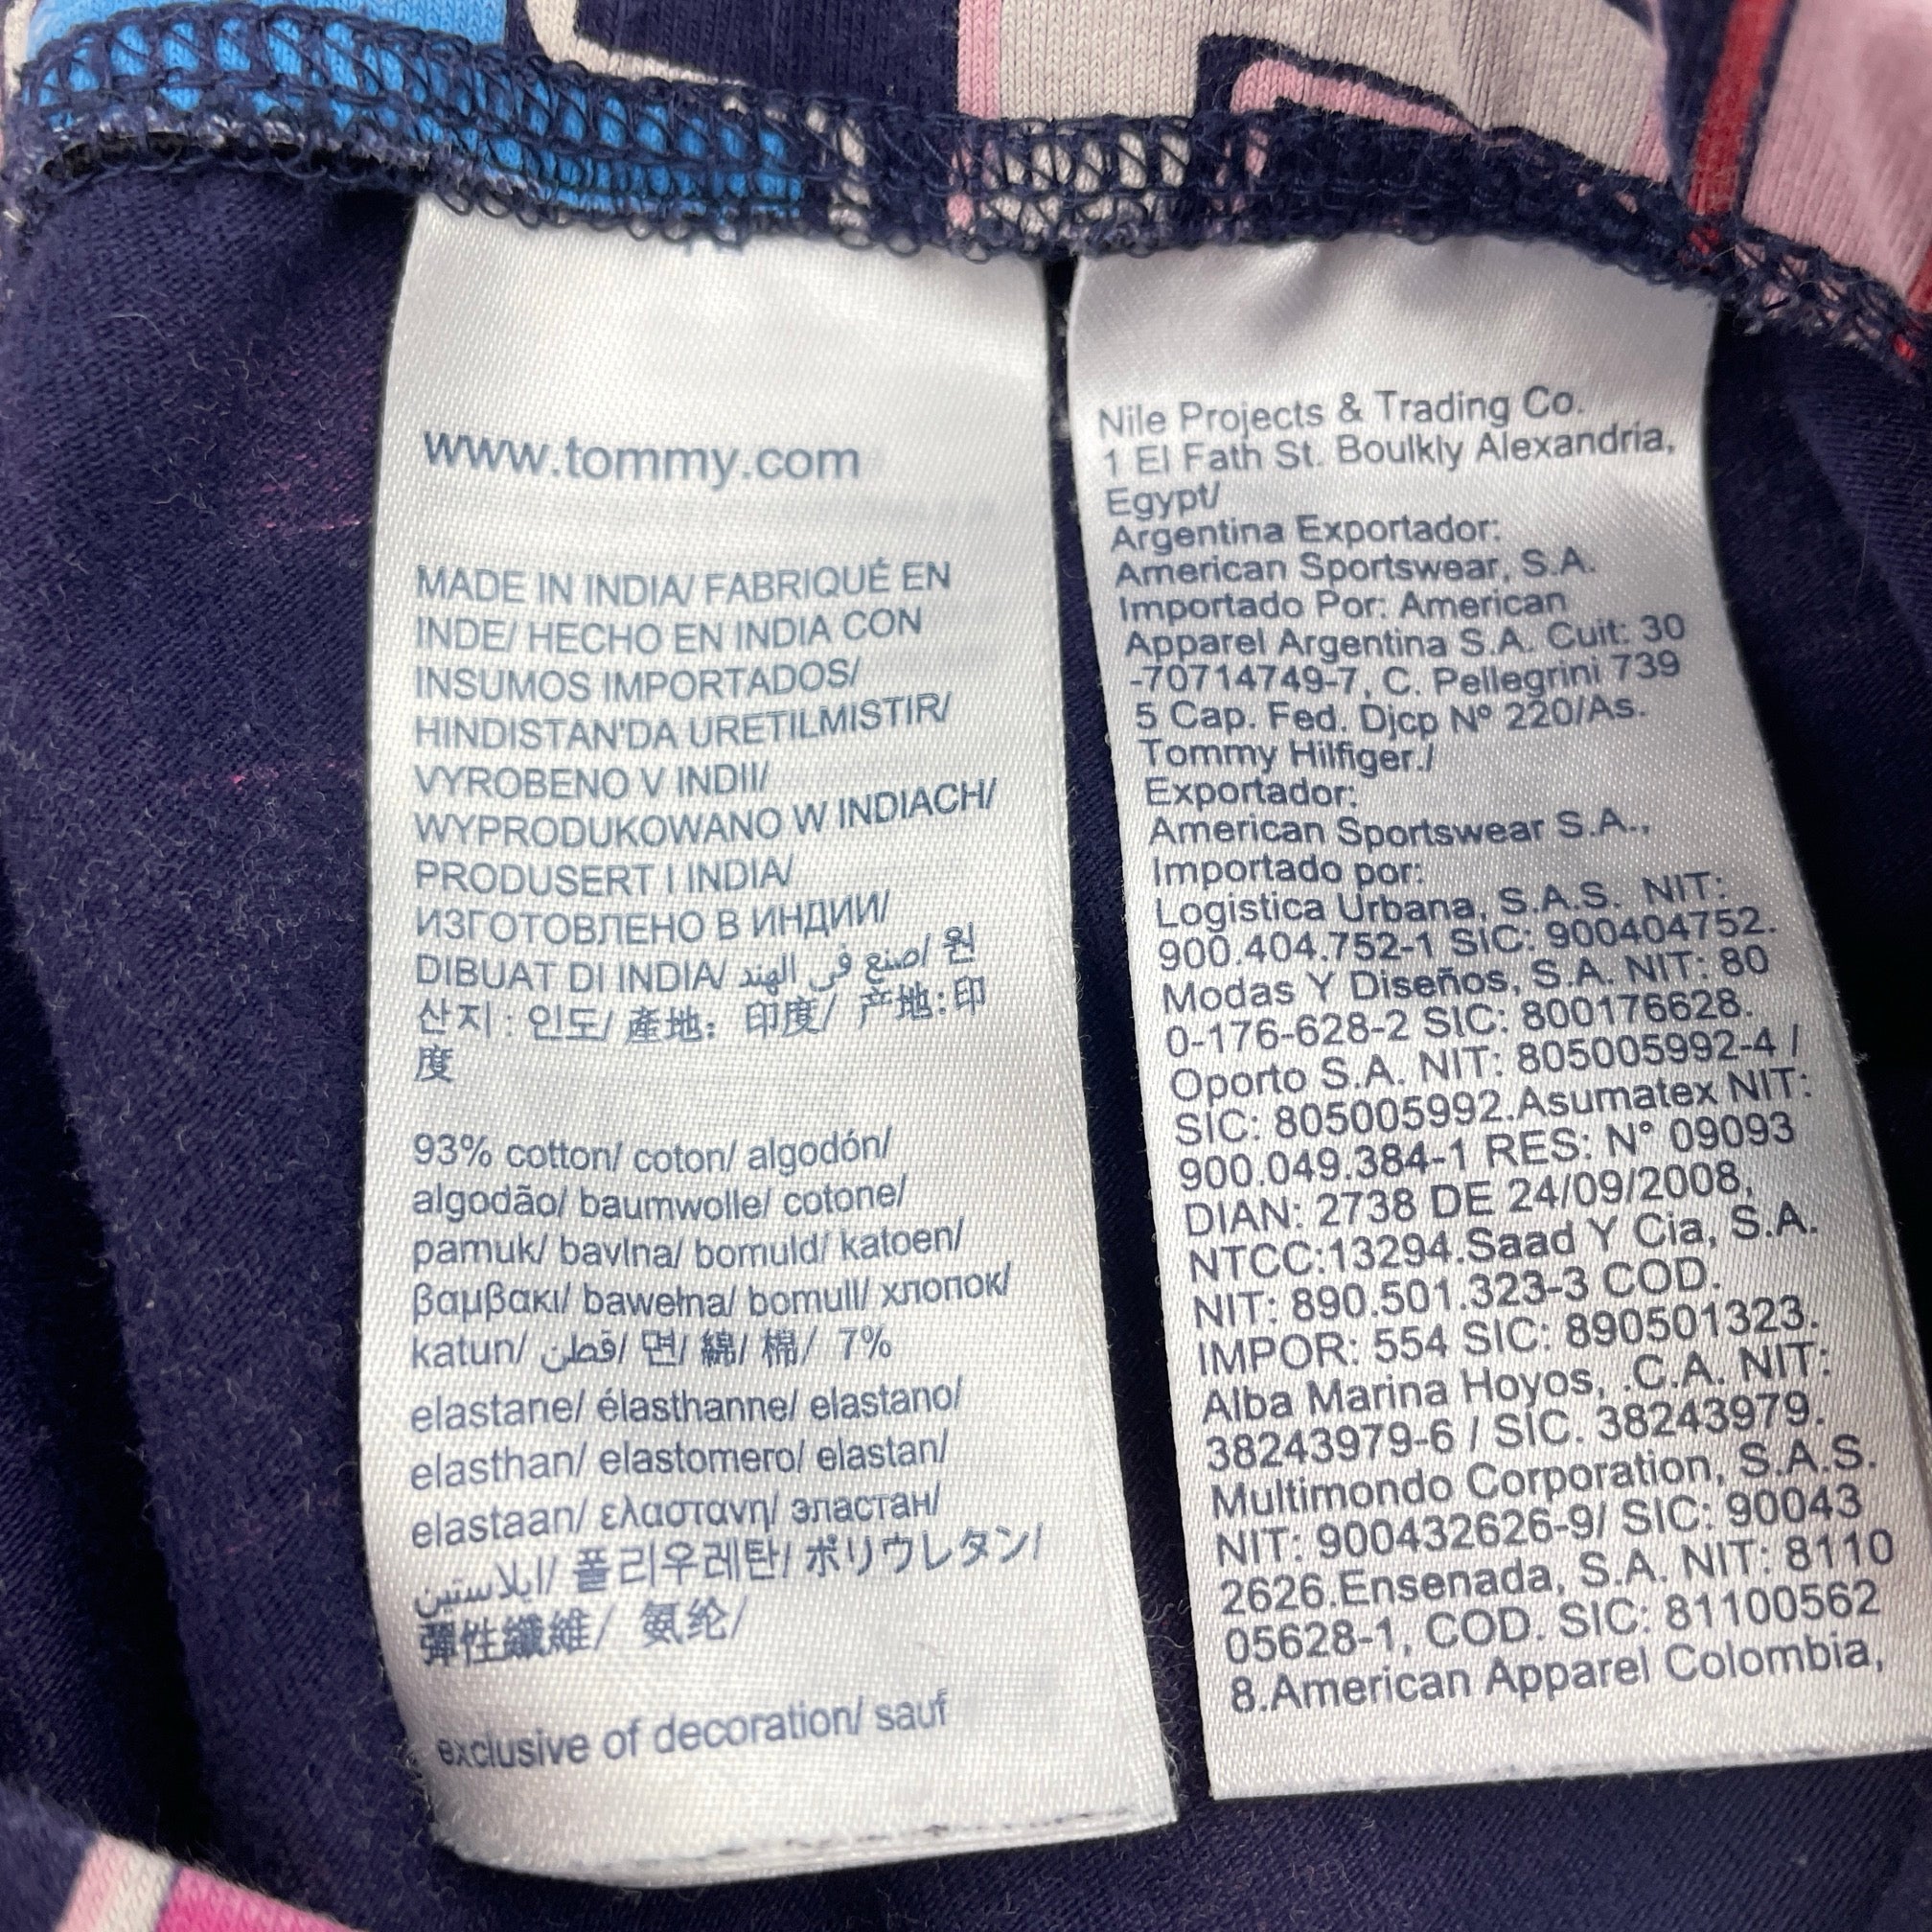 www.tommy.com
MADE IN INDIA/ FABRIQUÉ EN
INDE/ HECHO EN INDIA CON
INSUMOS IMPORTADOS/
HINDISTAN'DA URETILMISTIR/
VYROBENO V INDII/
WYPRODUKOWANO W INDIACH/
PRODUSERT I INDIA/
ИЗГОТОВЛЕНО В ИНДИИ/
DIBUAT DI INDIA/ صنع في الهند/ 원
산지 : 인도/ 產地：印度/ 产地:印
度
93% cotton/ coton/ algodón/
algodão/ baumwolle/ cotone/
pamuk/ bavlna/ bomuld/ katoen/
βαμβακι/ bawełna/ bomull/ хлопок/
katun/ قطن/ 면/ 綿/ 棉/ 7%
elastane/ élasthanne/ elastano/
elasthan/ elastomero/ elastan/
elastaan/ ελαστανη/ эластан/
ايلاستين/ 폴리우레탄/ ポリウレタン/
彈性纖維/ 氨纶/
exclusive of decoration/ sauf
Nile Projects & Trading Co.
1 El Fath St. Boulkly Alexandria,
Egypt/
Argentina Exportador:
American Sportswear, S.A.
Importado Por: American
Apparel Argentina S.A. Cuit: 30
-70714749-7, C. Pellegrini 739
5 Cap. Fed. Djcp Nº 220/As.
Tommy Hilfiger./
Exportador:
American Sportswear S.A.,
Importado por:
Logistica Urbana, S.A.S. NIT:
900.404.752-1 SIC: 900404752.
Modas Y Diseños, S.A. NIT: 80
0-176-628-2 SIC: 800176628.
Oporto S.A. NIT: 805005992-4 /
SIC: 805005992.Asumatex NIT:
900.049.384-1 RES: N° 09093
DIAN: 2738 DE 24/09/2008,
NTCC:13294.Saad Y Cia, S.A.
NIT: 890.501.323-3 COD.
IMPOR: 554 SIC: 890501323.
Alba Marina Hoyos, .C.A. NIT:
38243979-6 / SIC. 38243979.
Multimondo Corporation, S.A.S.
NIT: 900432626-9/ SIC: 90043
2626.Ensenada, S.A. NIT: 8110
05628-1, COD. SIC: 81100562
8.American Apparel Colombia,